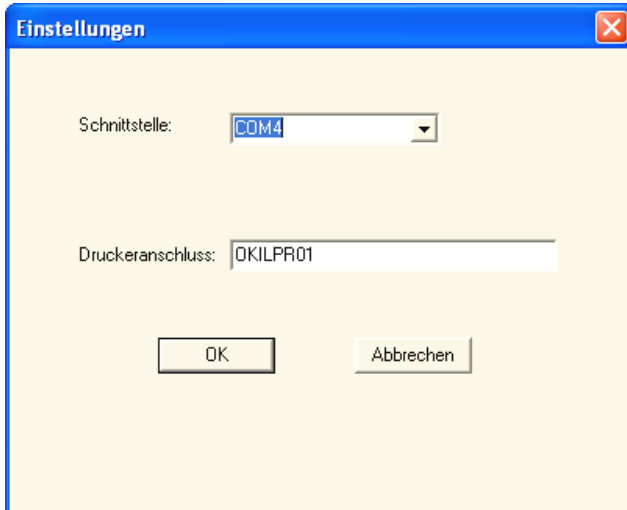 Einstellungen
Schnittstelle: COM4
Druckeranschluss: OKILPR01
OK Abbrechen